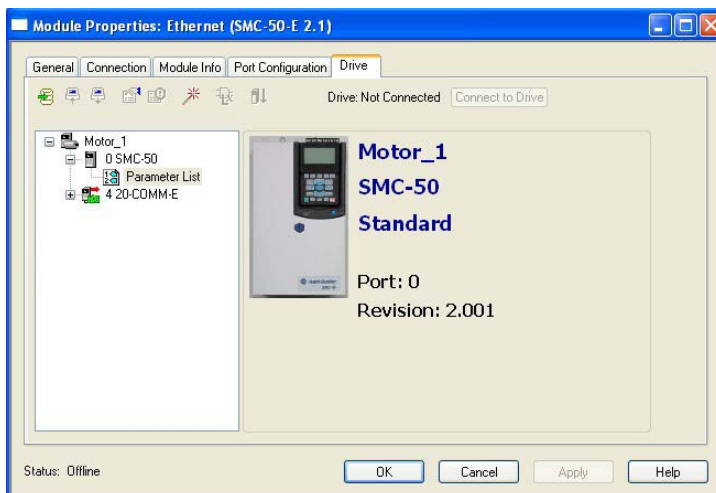 Module Properties: Ethernet (SMC-50-E 2.1)
General Connection Module Info Port Configuration Drive
Drive: Not Connected Connect to Drive
Motor_1
0 SMC-50
Parameter List
4 20-COMM-E
Motor_1
SMC-50
Standard
Port: 0
Revision: 2.001
Status: Offline
OK Cancel Apply Help